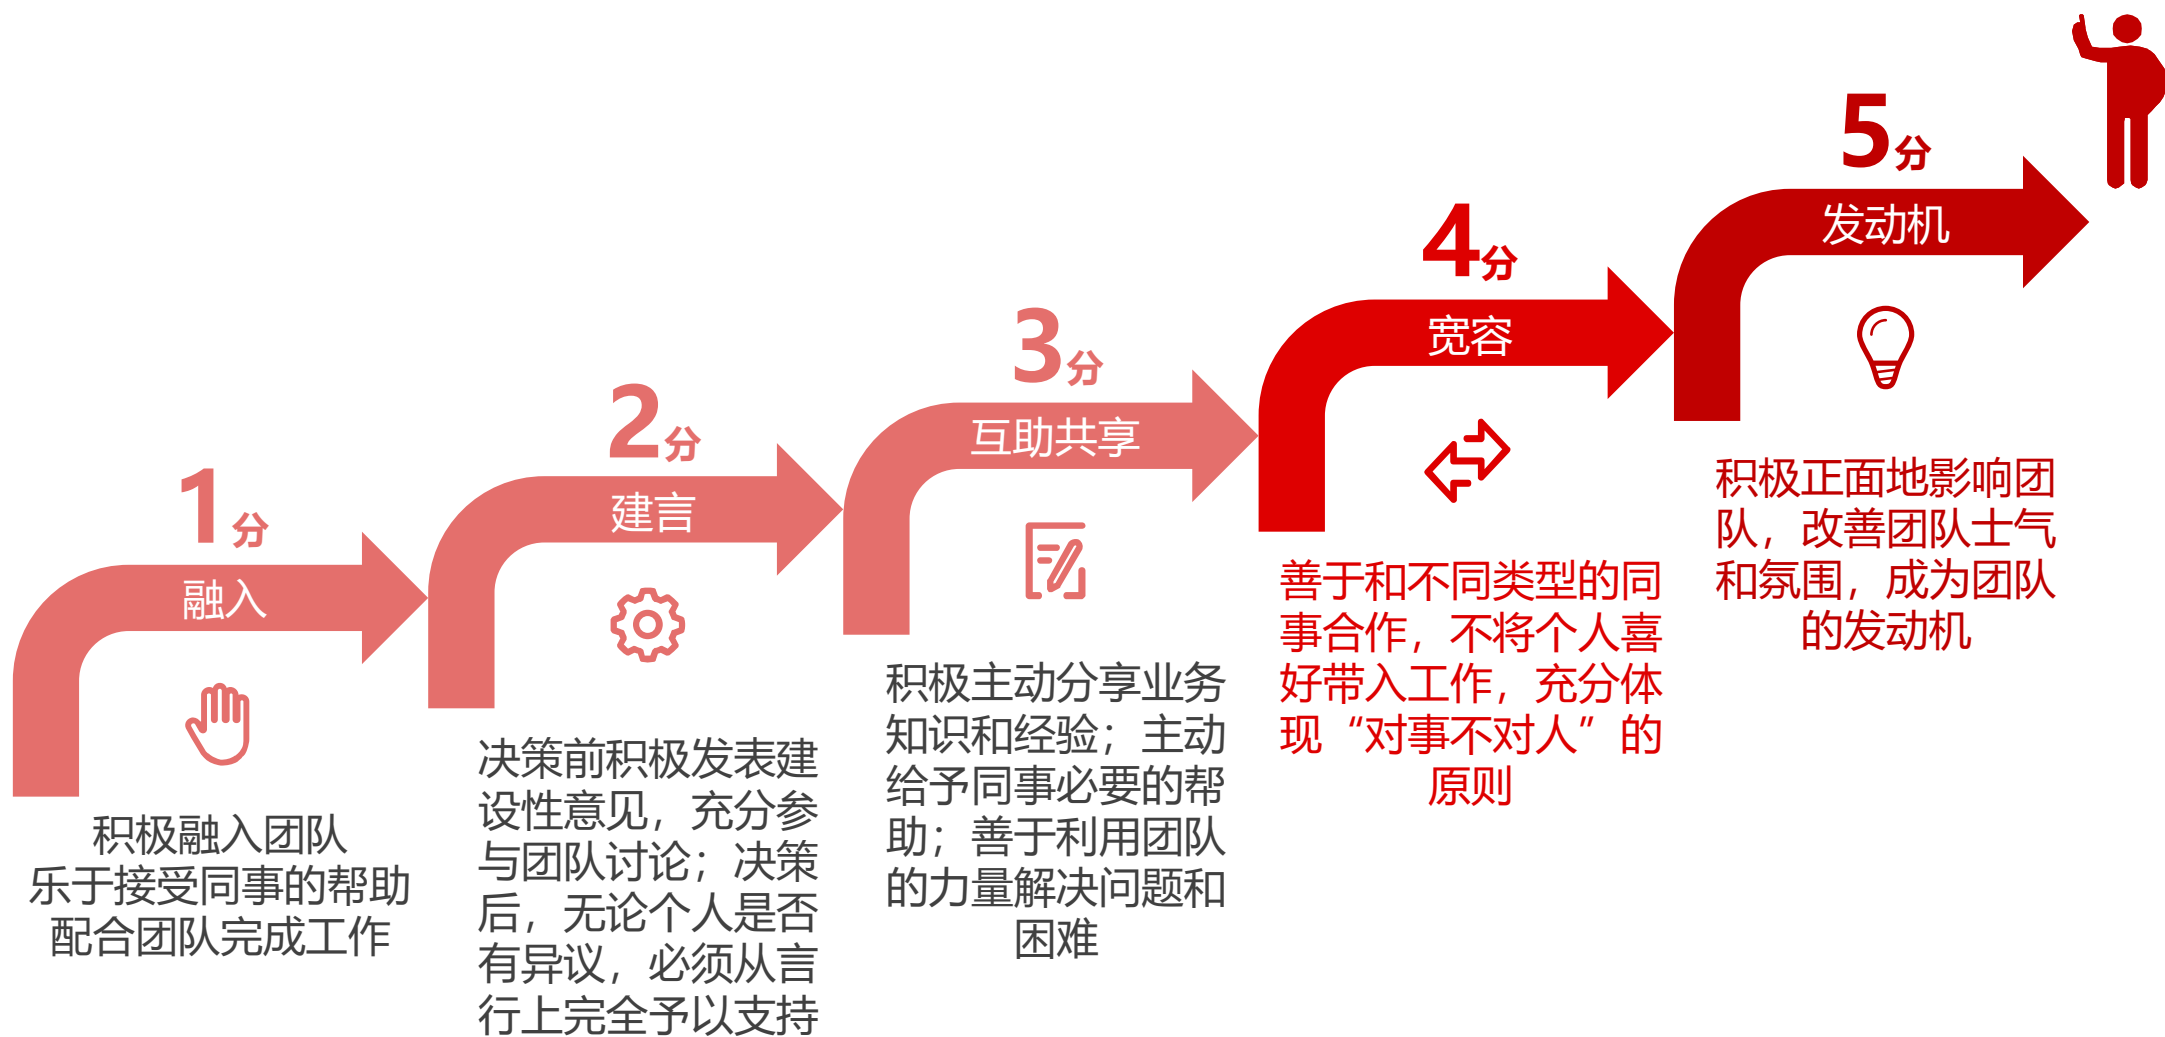 1分
融入
积极融入团队
乐于接受同事的帮助
配合团队完成工作
2分
建言
决策前积极发表建
设性意见，充分参
与团队讨论；决策
后，无论个人是否
有异议，必须从言
行上完全予以支持
3分
互助共享
积极主动分享业务
知识和经验；主动
给予同事必要的帮
助；善于利用团队
的力量解决问题和
困难
4分
宽容
善于和不同类型的同
事合作，不将个人喜
好带入工作，充分体
现“对事不对人”的
原则
5分
发动机
积极正面地影响团
队，改善团队士气
和氛围，成为团队
的发动机